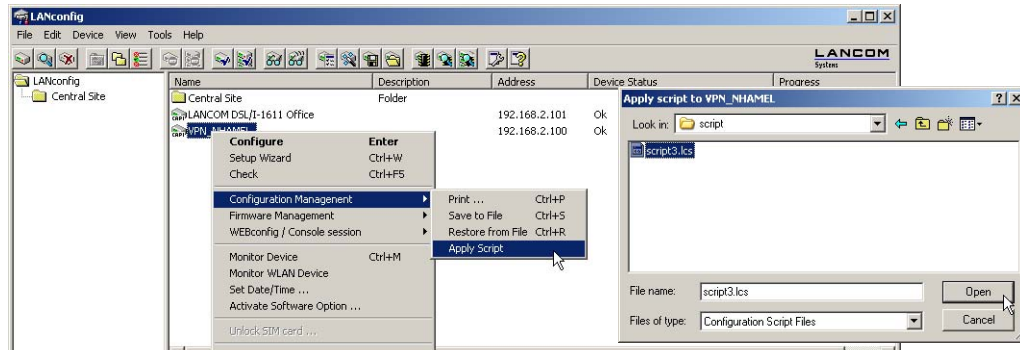 LANconfig
File Edit Device View Tools Help
LANCOM
Systems
LANconfig
Central Site
Name Description Address Device Status Progress
Central Site Folder
LANCOM DSL/I-1611 Office 192.168.2.101 Ok
VPN_NHAMEL 192.168.2.100 Ok
Configure Enter
Setup Wizard Ctrl+W
Check Ctrl+F5
Configuration Management
Firmware Management
WEBconfig / Console session
Monitor Device Ctrl+M
Monitor WLAN Device
Set Date/Time ...
Activate Software Option ...
Unlock SIM card ...
Print ... Ctrl+P
Save to File Ctrl+S
Restore from File Ctrl+R
Apply Script
Apply script to VPN_NHAMEL
Look in: script
script3.lcs
File name: script3.lcs Open
Files of type: Configuration Script Files Cancel